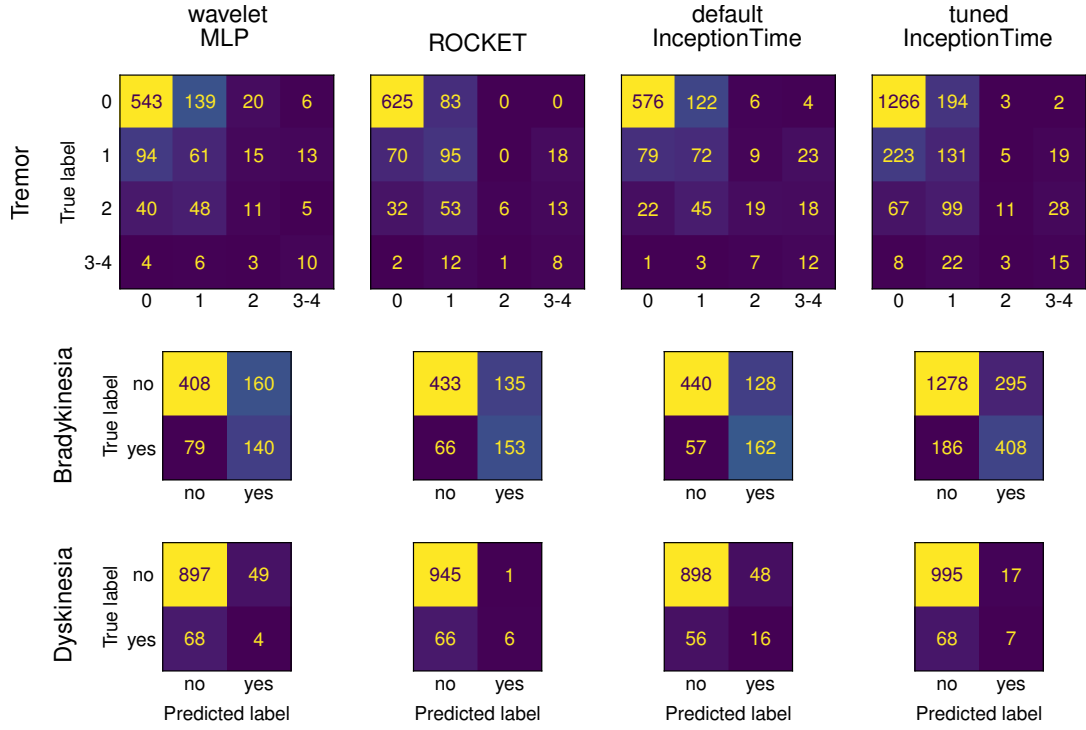 wavelet
MLP
ROCKET
default
InceptionTime
tuned
InceptionTime
Tremor
True label
0 543 139 20 6 625 83 0 0 576 122 6 4 1266 194 3 2
1 94 61 15 13 70 95 0 18 79 72 9 23 223 131 5 19
2 40 48 11 5 32 53 6 13 22 45 19 18 67 99 11 28
3-4 4 6 3 10 2 12 1 8 1 3 7 12 8 22 3 15
0 1 2 3-4 0 1 2 3-4 0 1 2 3-4 0 1 2 3-4
Bradykinesia
True label
no 408 160 433 135 440 128 1278 295
yes 79 140 66 153 57 162 186 408
no yes no yes no yes no yes
Dyskinesia
True label
no 897 49 945 1 898 48 995 17
yes 68 4 66 6 56 16 68 7
no yes no yes no yes no yes
Predicted label Predicted label Predicted label Predicted label